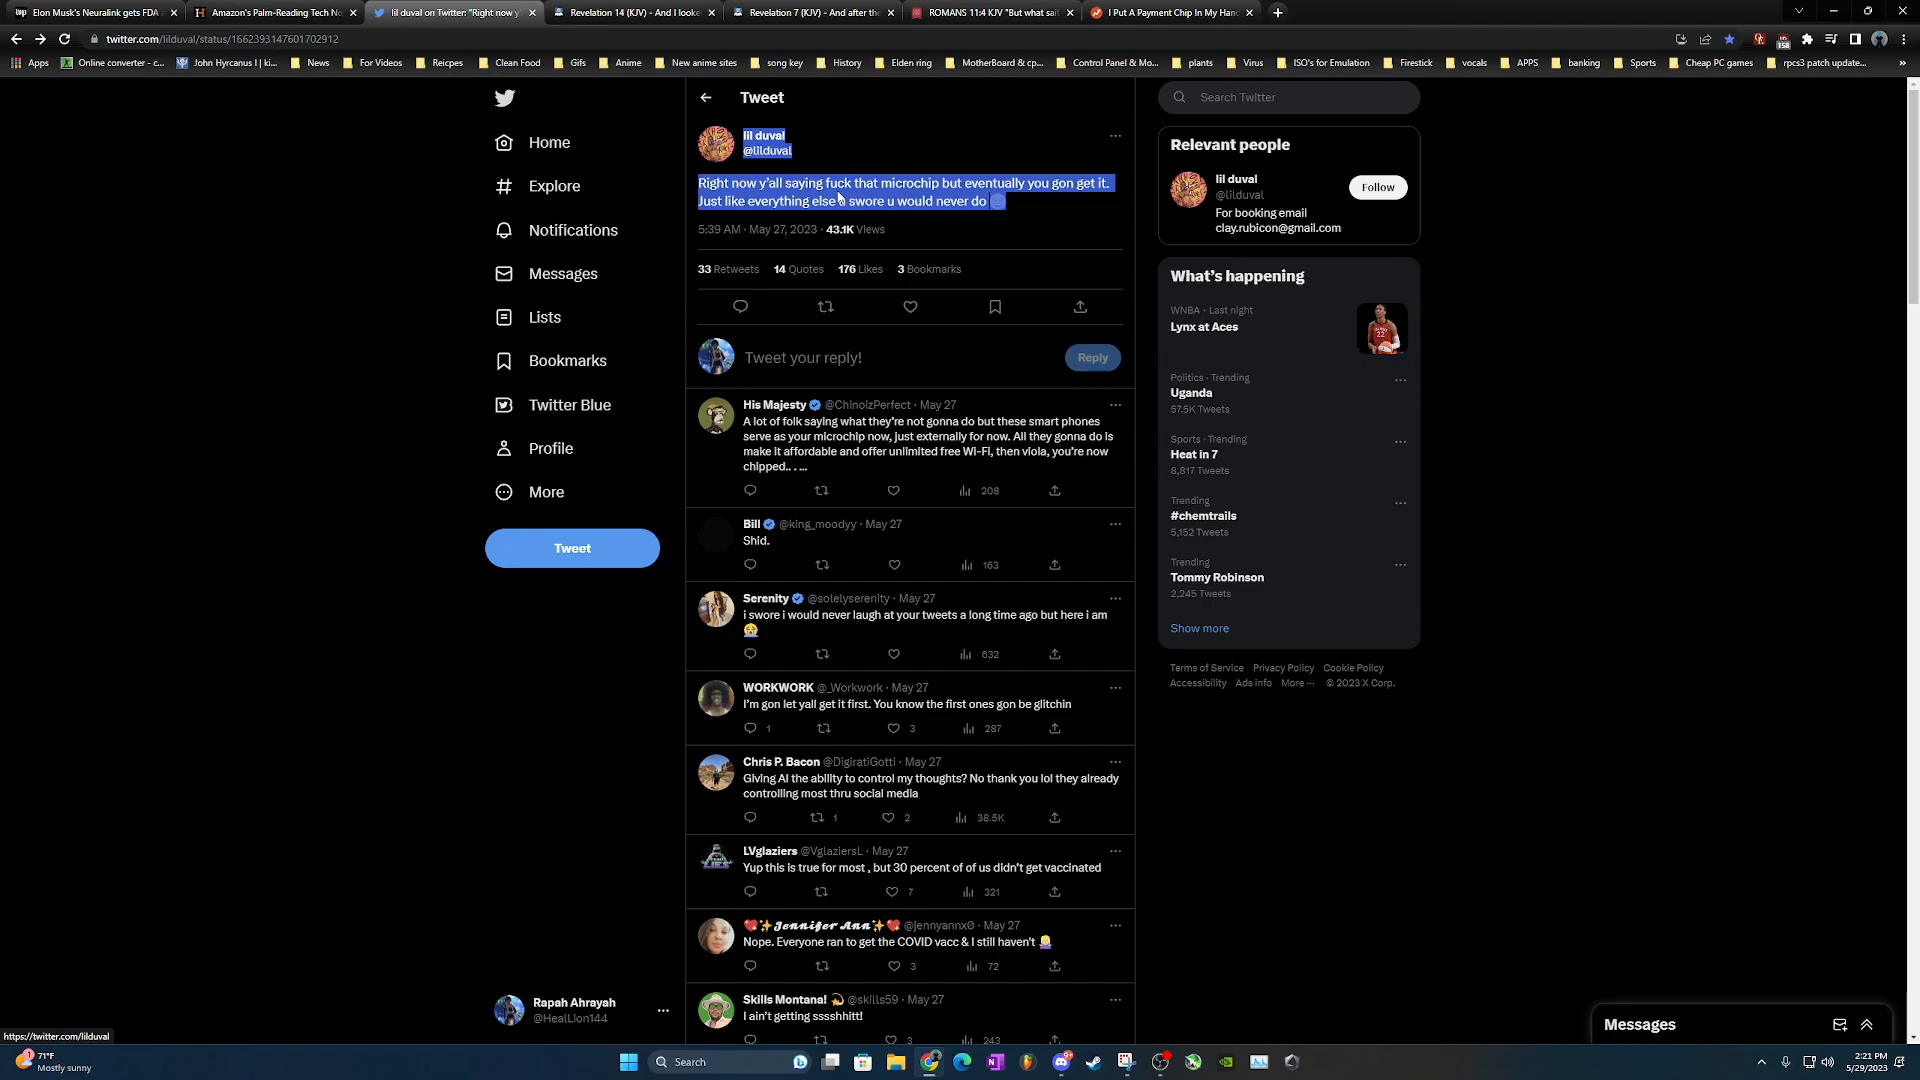 Elon Musk's Neuralink gets FDA
Amazon's Palm-Reading Tech No
lil duval on Twitter: "Right now y'
Revelation 14 (KJV) - And I looke
Revelation 7 (KJV) - And after the
ROMANS 11:4 KJV "But what sait
I Put A Payment Chip In My Han
twitter.com/lilduval/status/1662393147601702912
158
Apps
Online converter - c...
John Hyrcanus I | ki...
News
For Videos
Reicpes
Clean Food
Gifs
Anime
New anime sites
song key
History
Elden ring
MotherBoard & cp...
Control Panel & Mo...
plants
Virus
ISO's for Emulation
Firestick
vocals
APPS
banking
Sports
Cheap PC games
rpcs3 patch update...
Home
Explore
Notifications
Messages
Lists
Bookmarks
Twitter Blue
Profile
More
Tweet
Rapah Ahrayah
@HealLion144
Tweet
lil duval
@lilduval
Right now y'all saying fuck that microchip but eventually you gon get it.
Just like everything else u swore u would never do
5:39 AM · May 27, 2023 · 43.1K Views
33 Retweets 14 Quotes 176 Likes 3 Bookmarks
Tweet your reply!
Reply
His Majesty @ChinoizPerfect · May 27
A lot of folk saying what they're not gonna do but these smart phones
serve as your microchip now, just externally for now. All they gonna do is
make it affordable and offer unlimited free Wi-Fi, then viola, you're now
chipped.. . ...
208
Bill @king_moodyy · May 27
Shid.
163
Serenity @solelyserenity · May 27
i swore i would never laugh at your tweets a long time ago but here i am
632
WORKWORK @_Workwork · May 27
I'm gon let yall get it first. You know the first ones gon be glitchin
1 3 287
Chris P. Bacon @DigiratiGotti · May 27
Giving AI the ability to control my thoughts? No thank you lol they already
controlling most thru social media
1 2 38.5K
LVglaziers @VglaziersL · May 27
Yup this is true for most , but 30 percent of of us didn't get vaccinated
7 321
Jennifer Ann @jennyannx0 · May 27
Nope. Everyone ran to get the COVID vacc & I still haven't
3 72
Skills Montana! @skills59 · May 27
I ain't getting sssshhitt!
3 243
Search Twitter
Relevant people
lil duval
@lilduval
Follow
For booking email
clay.rubicon@gmail.com
What's happening
WNBA · Last night
Lynx at Aces
Politics · Trending
Uganda
57.5K Tweets
Sports · Trending
Heat in 7
8,817 Tweets
Trending
#chemtrails
5,152 Tweets
Trending
Tommy Robinson
2,245 Tweets
Show more
Terms of Service Privacy Policy Cookie Policy
Accessibility Ads info More ··· © 2023 X Corp.
Messages
https://twitter.com/lilduval
1
71°F
Mostly sunny
Search
2:21 PM
5/29/2023